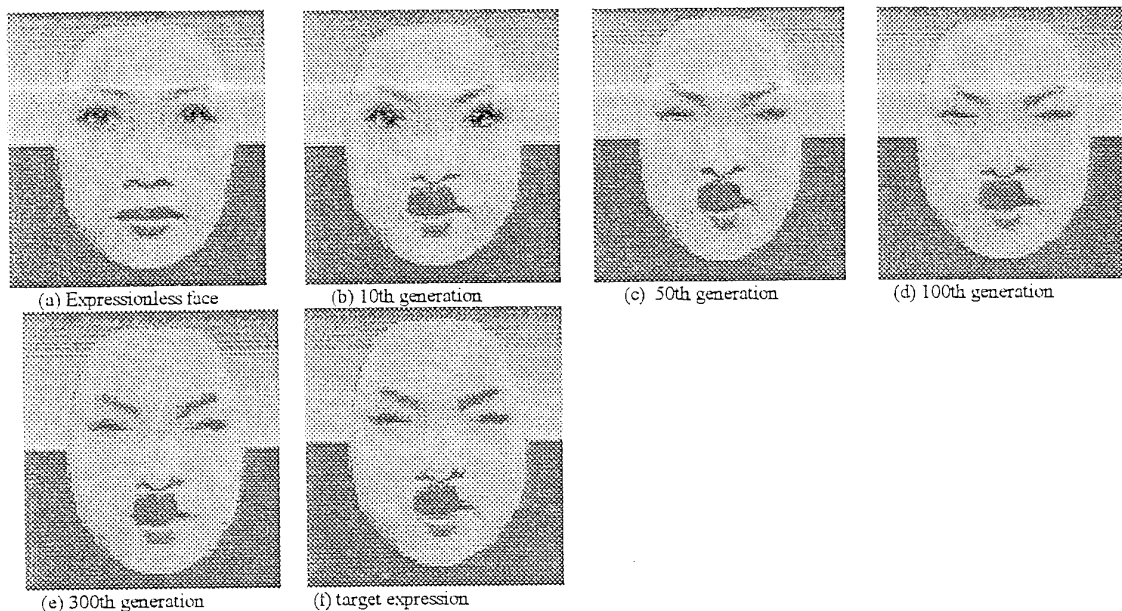 (a) Expressionless face
(b) 10th generation
(c) 50th generation
(d) 100th generation
(e) 300th generation
(f) target expression